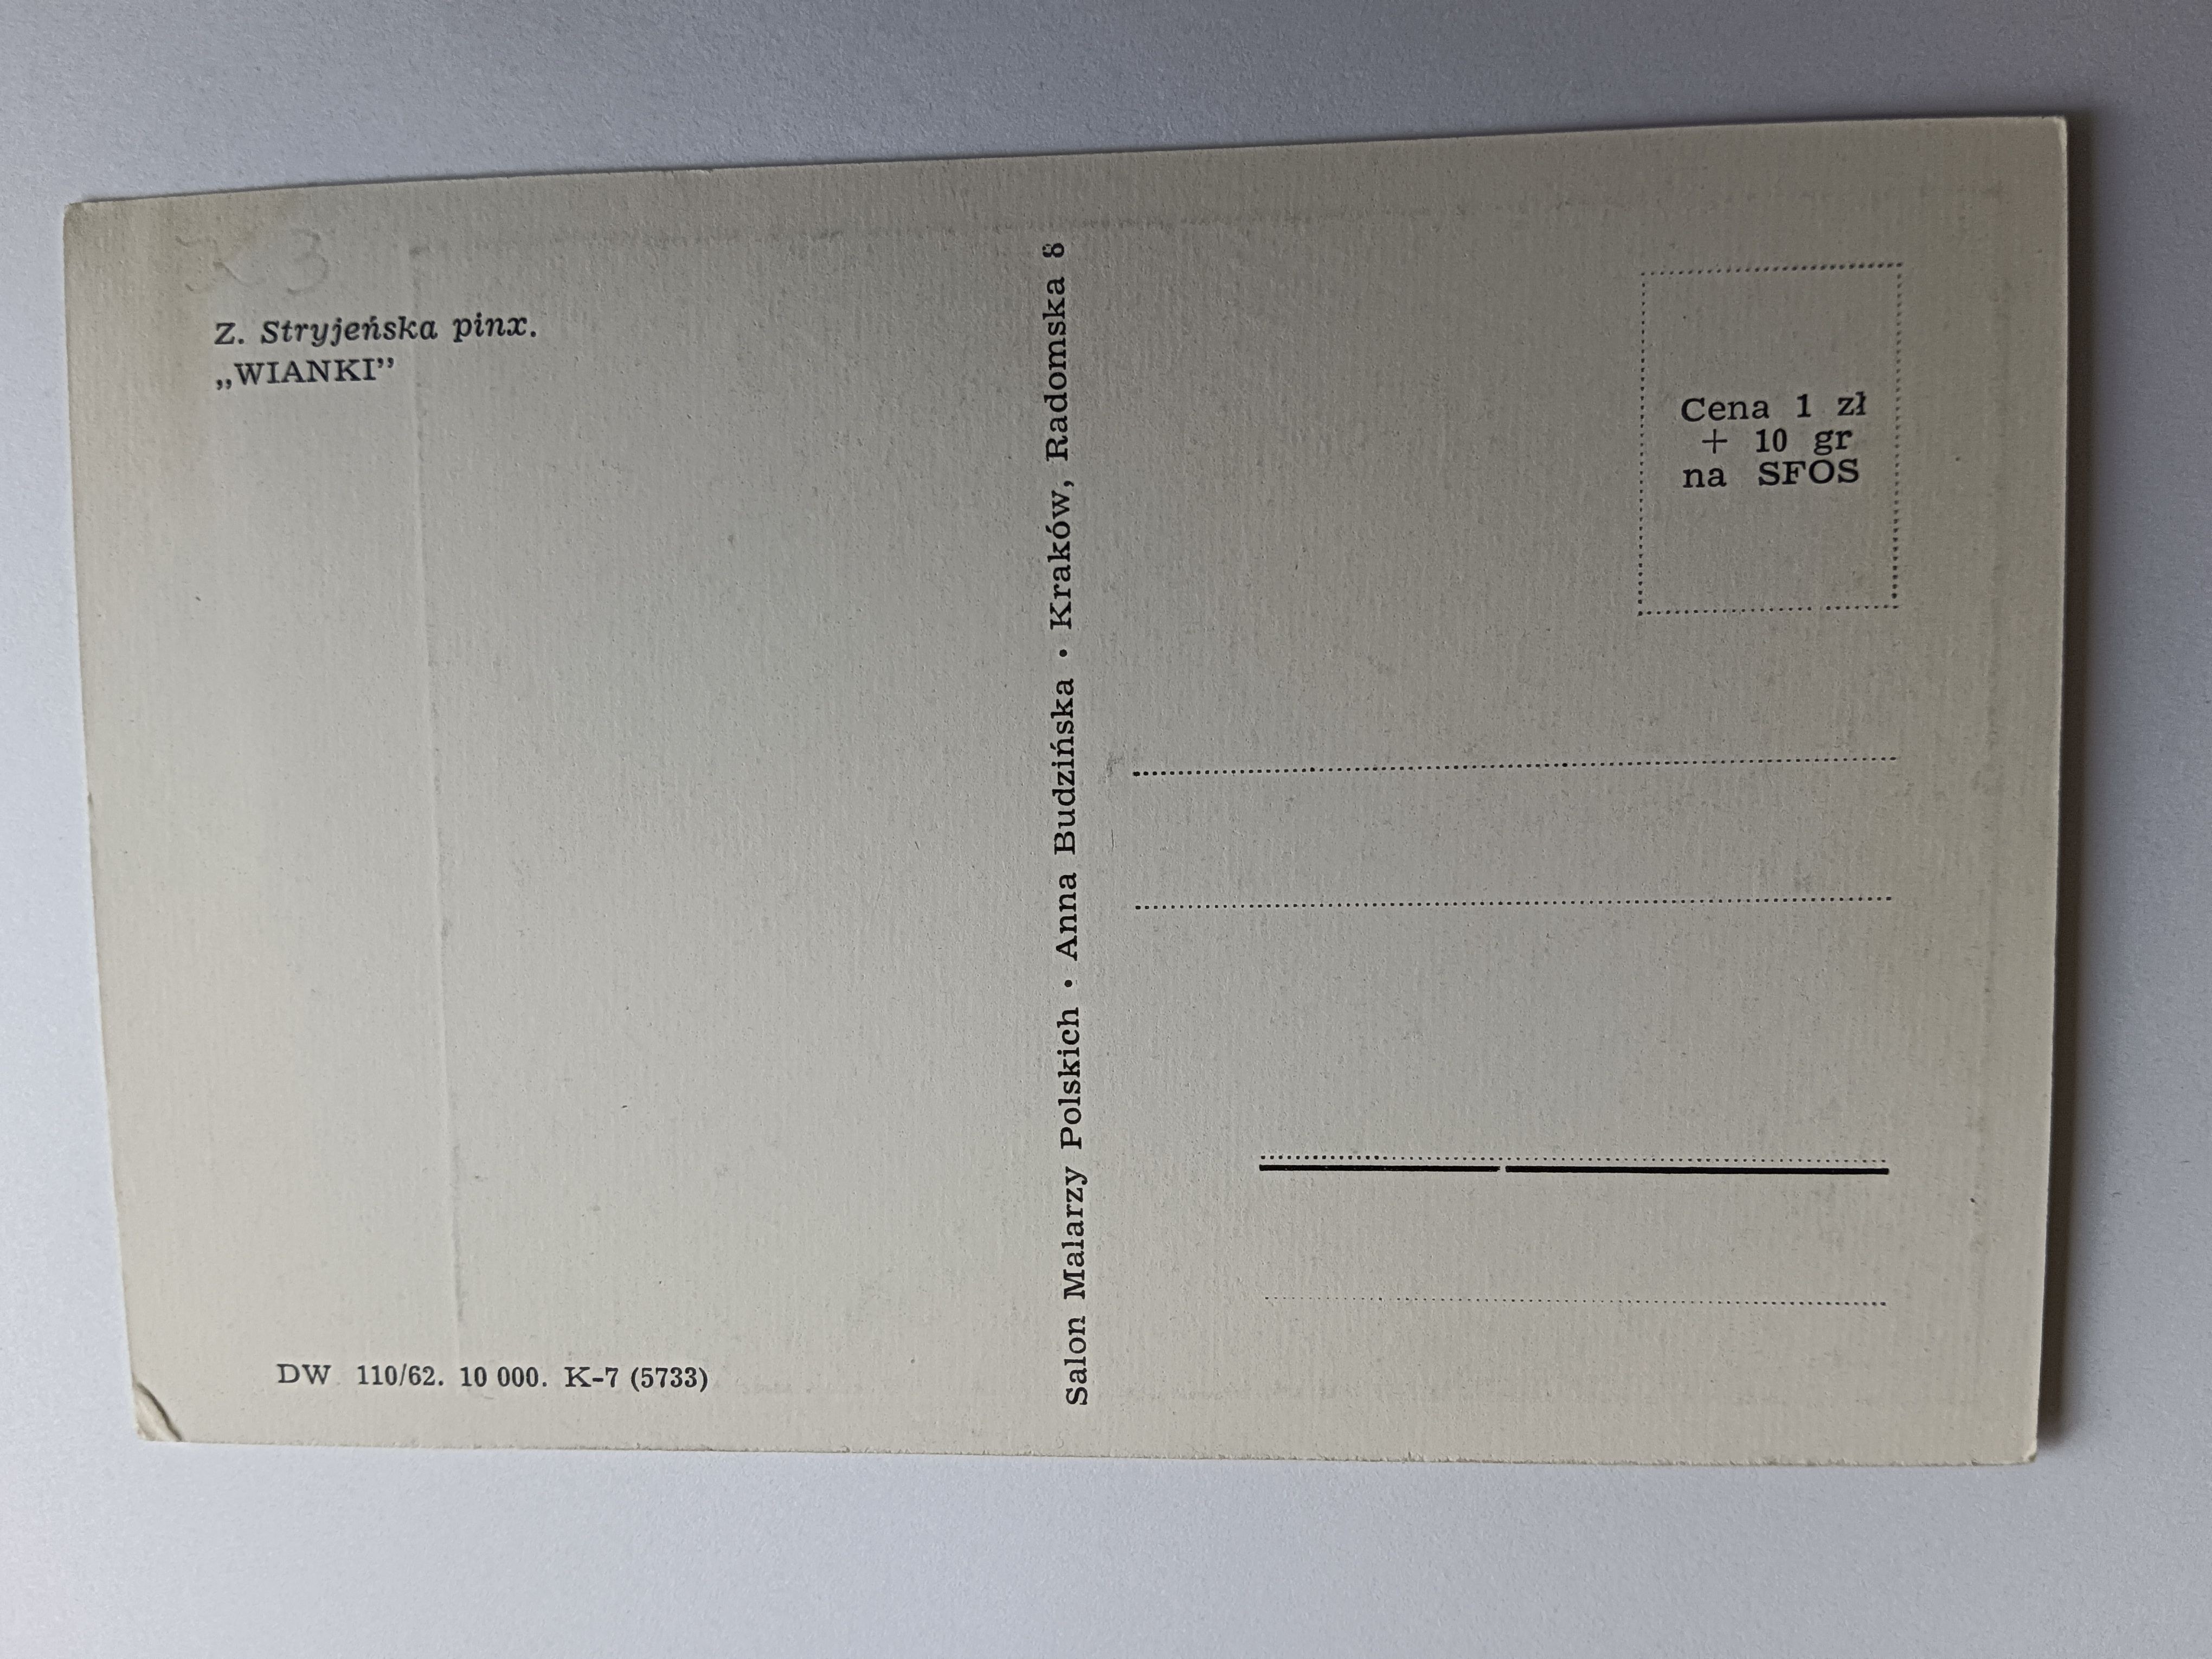 Z. Stryjeńska pinx.
„WIANKI”
DW 110/62. 10 000. K-7 (5733)
Salon Malarzy Polskich • Anna Budzińska • Kraków, Radomska 8
Cena 1 zł
+ 10 gr
na SFOS